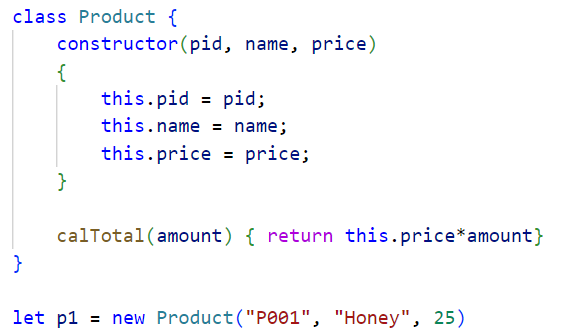 class Product {
constructor(pid, name, price)
{
this.pid = pid;
this.name = name;
this.price = price;
}
calTotal(amount) { return this.price*amount}
}
let p1 = new Product("P001", "Honey", 25)